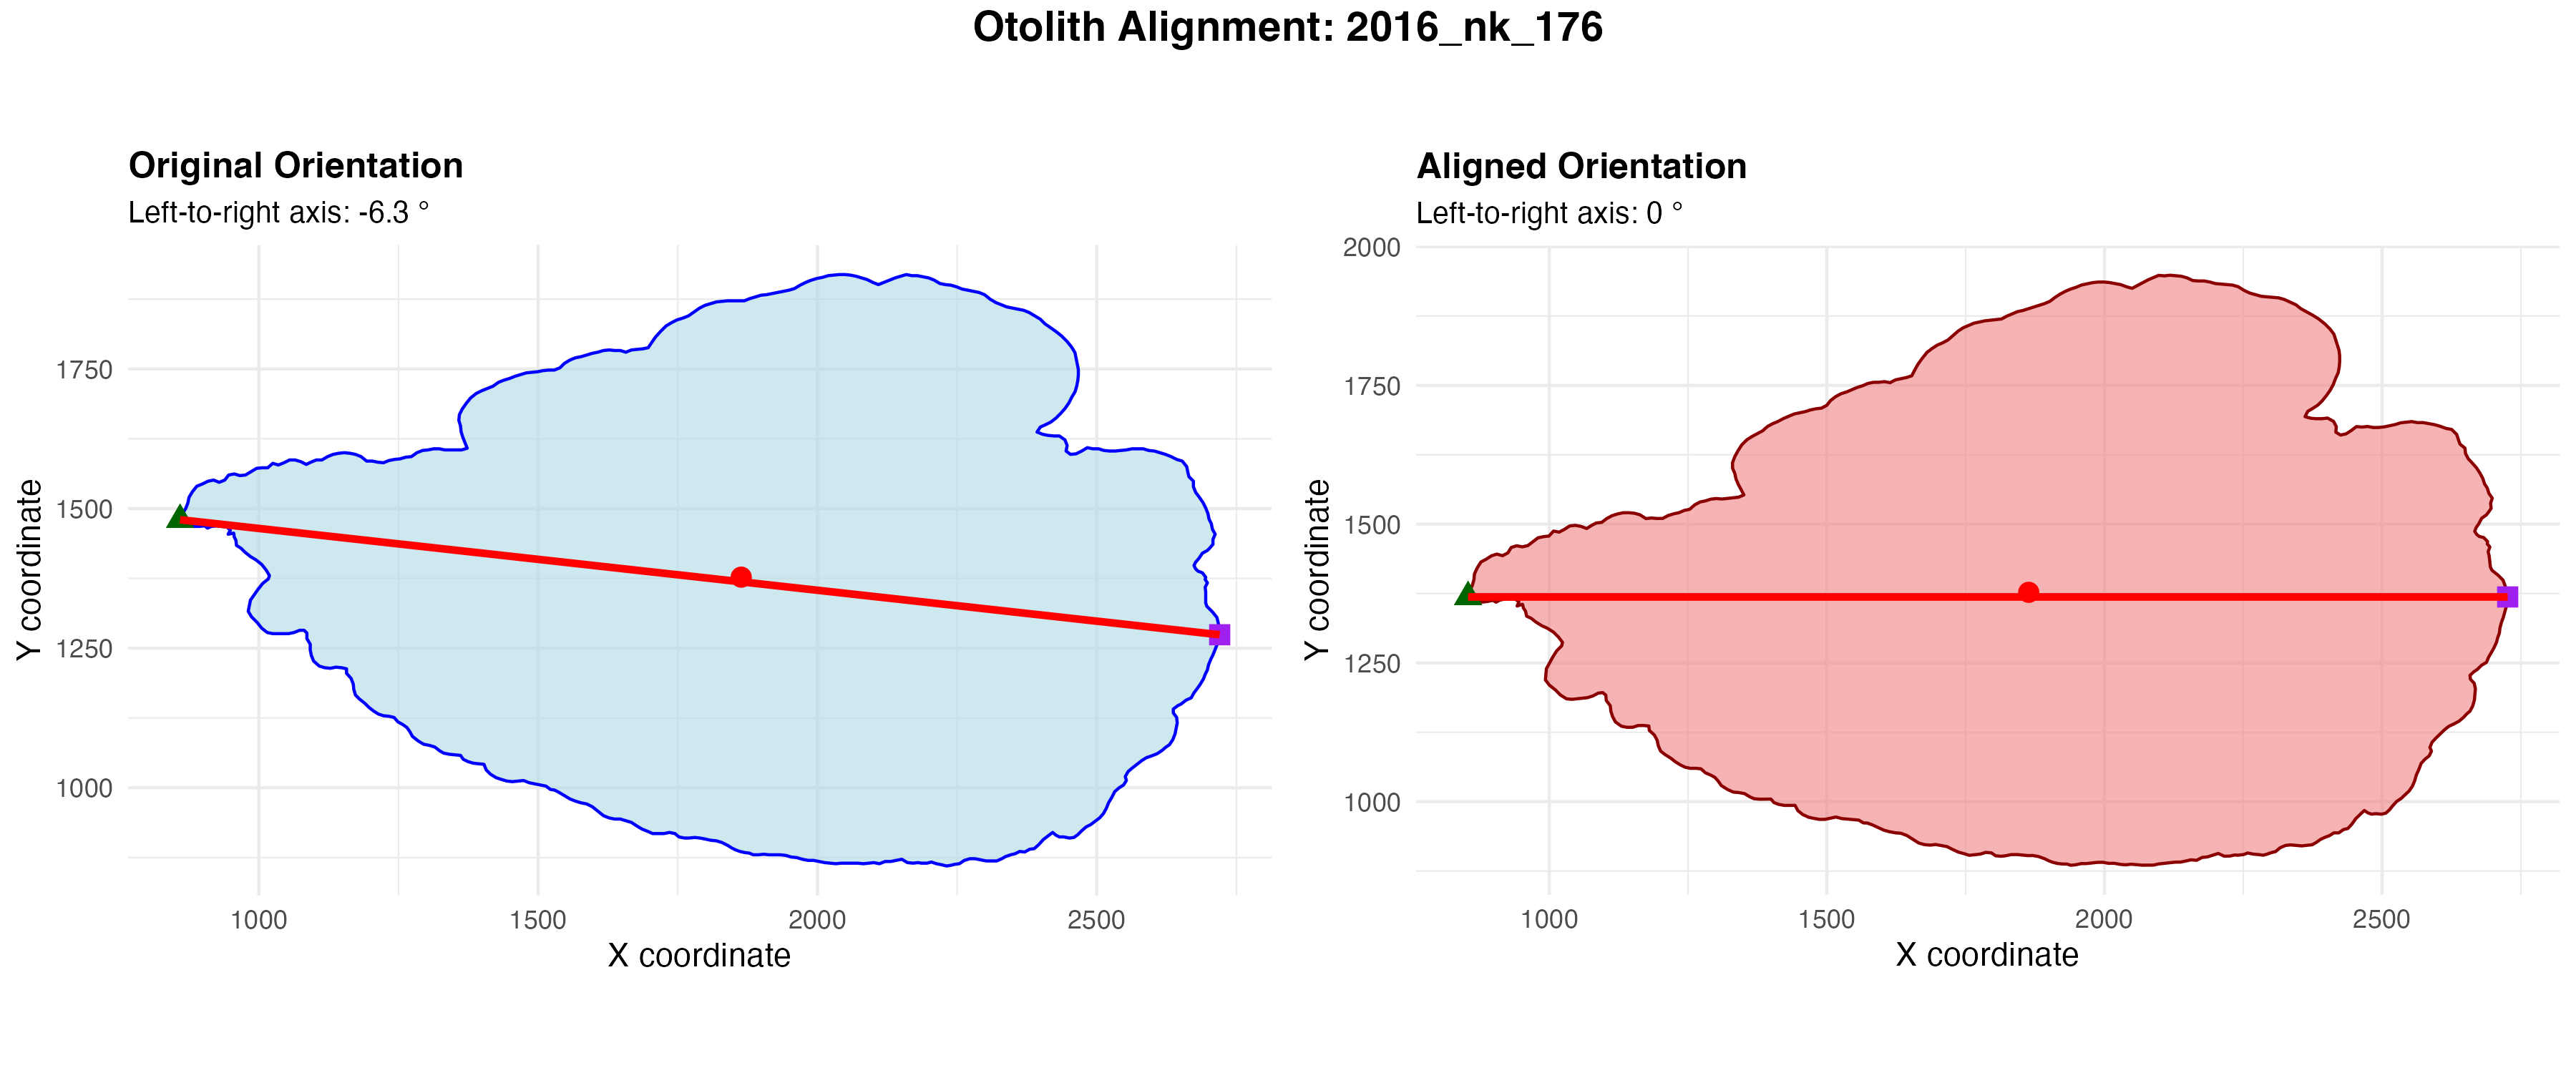 Otolith Alignment: 2016_nk_176
Original Orientation
Left-to-right axis: -6.3 °
Y coordinate
1750
1500
1250
1000
1000 1500 2000 2500
X coordinate
Aligned Orientation
Left-to-right axis: 0 °
Y coordinate
2000
1750
1500
1250
1000
1000 1500 2000 2500
X coordinate